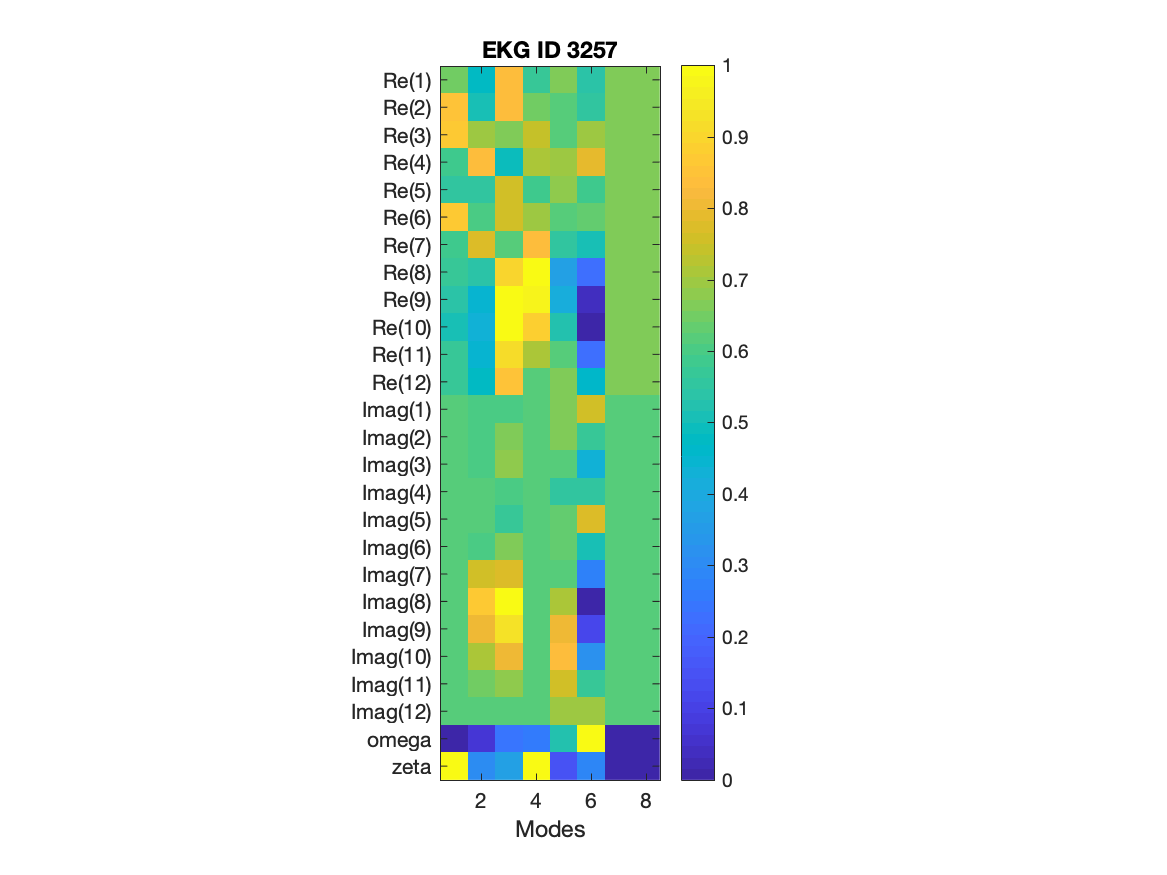 EKG ID 3257
Re(1)
Re(2)
Re(3)
Re(4)
Re(5)
Re(6)
Re(7)
Re(8)
Re(9)
Re(10)
Re(11)
Re(12)
Imag(1)
Imag(2)
Imag(3)
Imag(4)
Imag(5)
Imag(6)
Imag(7)
Imag(8)
Imag(9)
Imag(10)
Imag(11)
Imag(12)
omega
zeta
2 4 6 8
Modes
1
0.9
0.8
0.7
0.6
0.5
0.4
0.3
0.2
0.1
0